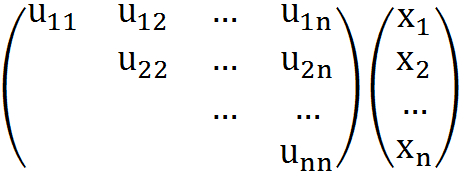 u₁₁ u₁₂ ... u₁ₙ x₁
u₂₂ ... u₂ₙ x₂
... ... ...
uₙₙ xₙ